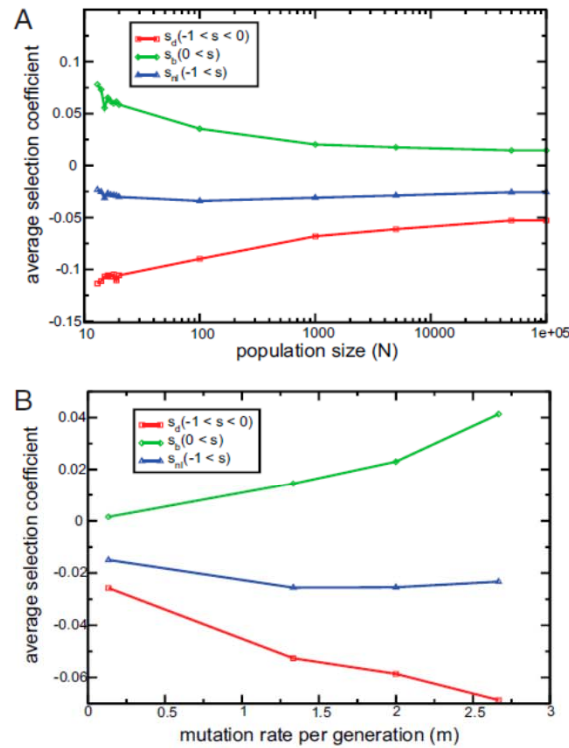 A
s_d(-1 < s < 0)
s_b(0 < s)
s_nl(-1 < s)
average selection coefficient
0.1
0.05
0
-0.05
-0.1
-0.15
10 100 1000 10000 1e+05
population size (N)
B
s_d(-1 < s < 0)
s_b(0 < s)
s_nl(-1 < s)
average selection coefficient
0.04
0.02
0
-0.02
-0.04
-0.06
0 0.5 1 1.5 2 2.5 3
mutation rate per generation (m)